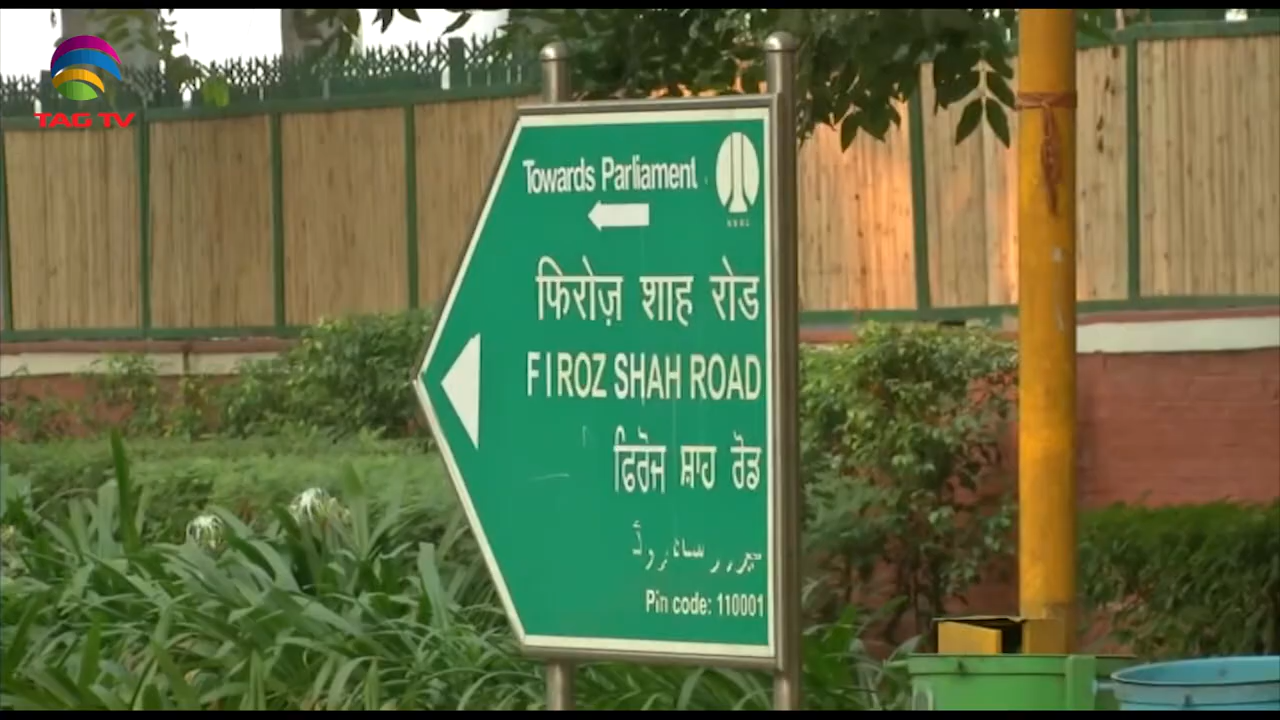 TAG TV
Towards Parliament
फिरोज़ शाह रोड
FIROZ SHAH ROAD
ਫਿਰੋਜ ਸ਼ਾਹ ਰੋਡ
Pin code: 110001